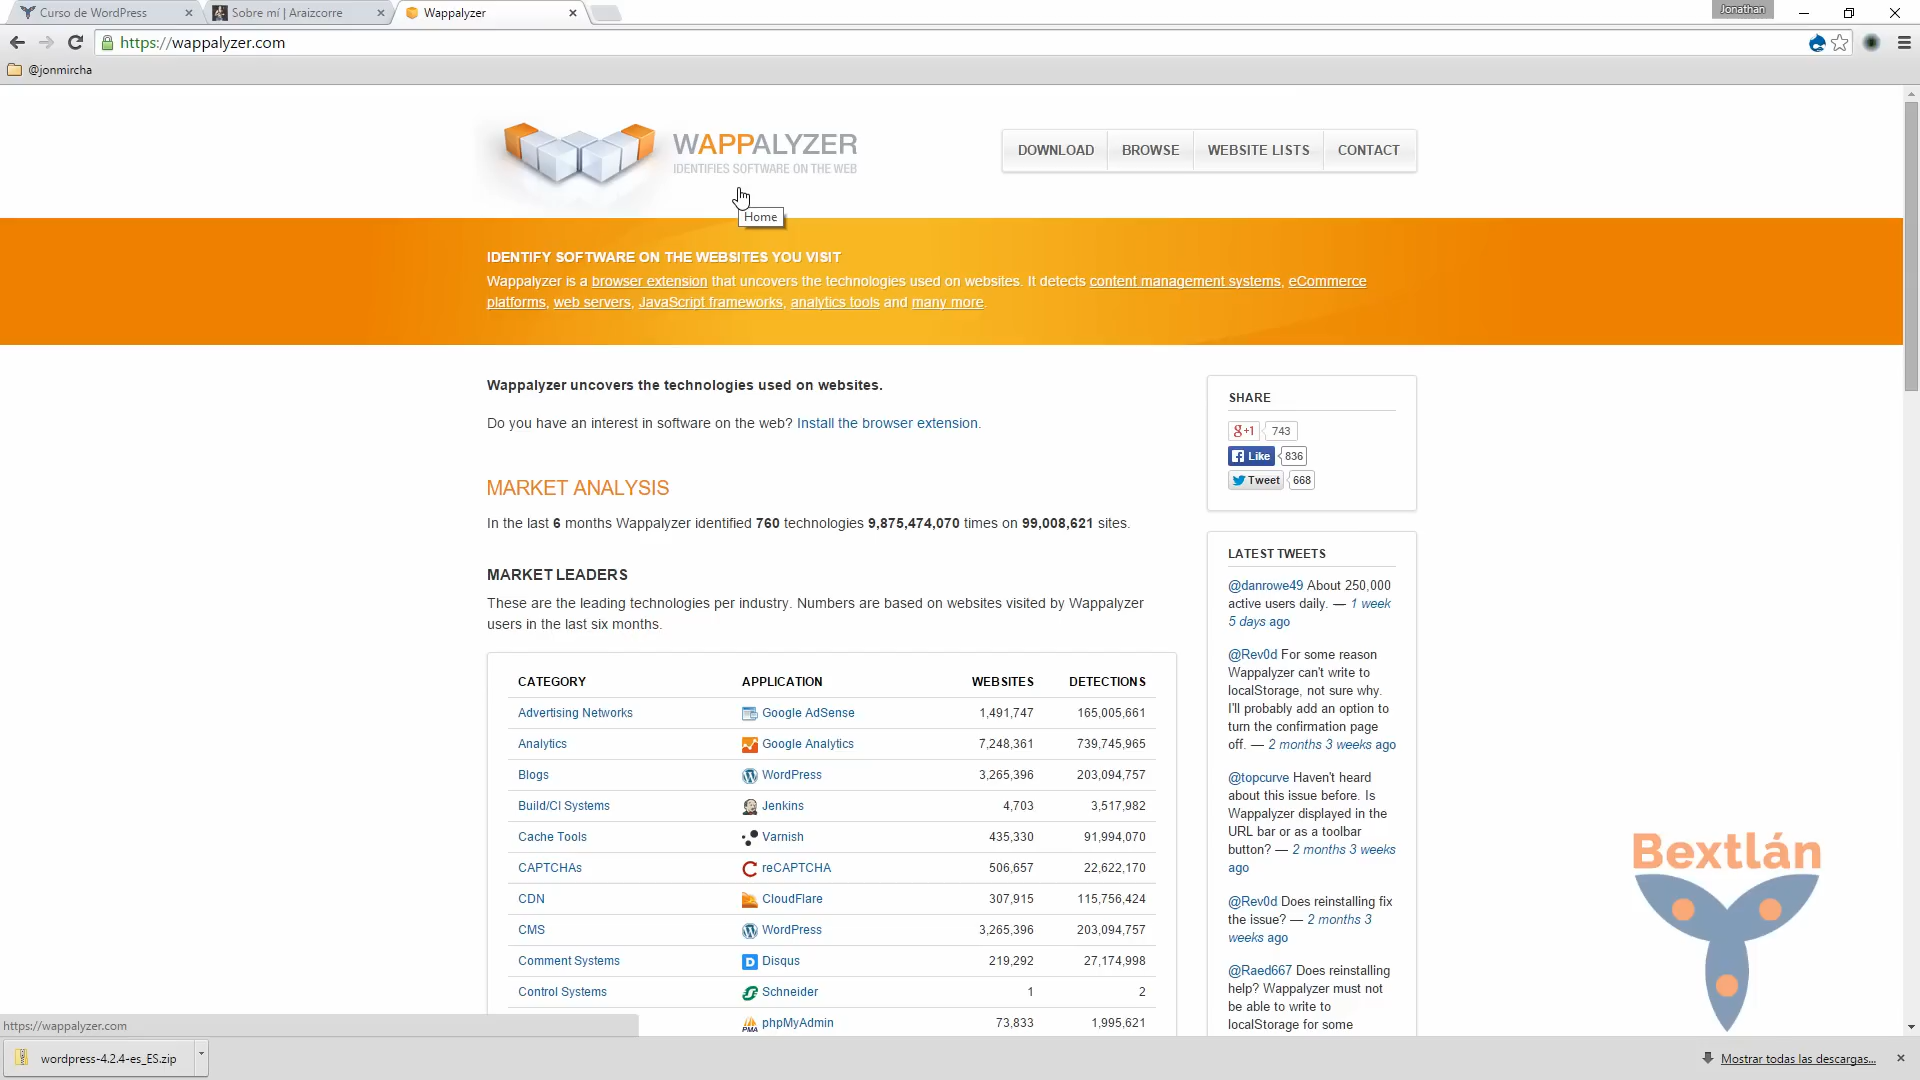 Curso de WordPress
Sobre mí | Araizcorre
Wappalyzer
Jonathan
https://wappalyzer.com
@jonmircha
WAPPALYZER
IDENTIFIES SOFTWARE ON THE WEB
DOWNLOAD
BROWSE
WEBSITE LISTS
CONTACT
Home
IDENTIFY SOFTWARE ON THE WEBSITES YOU VISIT
Wappalyzer is a browser extension that uncovers the technologies used on websites. It detects content management systems, eCommerce
platforms, web servers, JavaScript frameworks, analytics tools and many more.
Wappalyzer uncovers the technologies used on websites.
Do you have an interest in software on the web? Install the browser extension.
MARKET ANALYSIS
In the last 6 months Wappalyzer identified 760 technologies 9,875,474,070 times on 99,008,621 sites.
MARKET LEADERS
These are the leading technologies per industry. Numbers are based on websites visited by Wappalyzer
users in the last six months.
CATEGORY APPLICATION WEBSITES DETECTIONS
Advertising Networks Google AdSense 1,491,747 165,005,661
Analytics Google Analytics 7,248,361 739,745,965
Blogs WordPress 3,265,396 203,094,757
Build/CI Systems Jenkins 4,703 3,517,982
Cache Tools Varnish 435,330 91,994,070
CAPTCHAs reCAPTCHA 506,657 22,622,170
CDN CloudFlare 307,915 115,756,424
CMS WordPress 3,265,396 203,094,757
Comment Systems Disqus 219,292 27,174,998
Control Systems Schneider 1 2
phpMyAdmin 73,833 1,995,621
SHARE
g+1 743
Like 836
Tweet 668
LATEST TWEETS
@danrowe49 About 250,000
active users daily. — 1 week
5 days ago
@Rev0d For some reason
Wappalyzer can't write to
localStorage, not sure why.
I'll probably add an option to
turn the confirmation page
off. — 2 months 3 weeks ago
@topcurve Haven't heard
about this issue before. Is
Wappalyzer displayed in the
URL bar or as a toolbar
button? — 2 months 3 weeks
ago
@Rev0d Does reinstalling fix
the issue? — 2 months 3
weeks ago
@Raed667 Does reinstalling
help? Wappalyzer must not
be able to write to
localStorage for some
Bextlán
https://wappalyzer.com
wordpress-4.2.4-es_ES.zip
Mostrar todas las descargas...